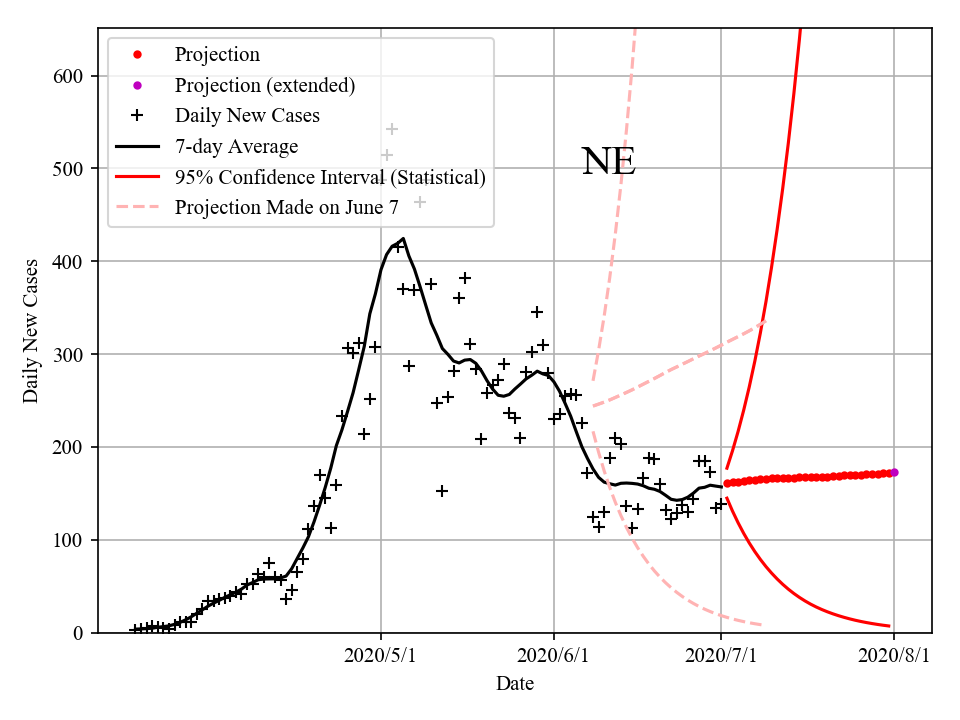 Projection
Projection (extended)
Daily New Cases
7-day Average
95% Confidence Interval (Statistical)
Projection Made on June 7
NE
600
500
400
300
200
100
0
Daily New Cases
2020/5/1
2020/6/1
2020/7/1
2020/8/1
Date